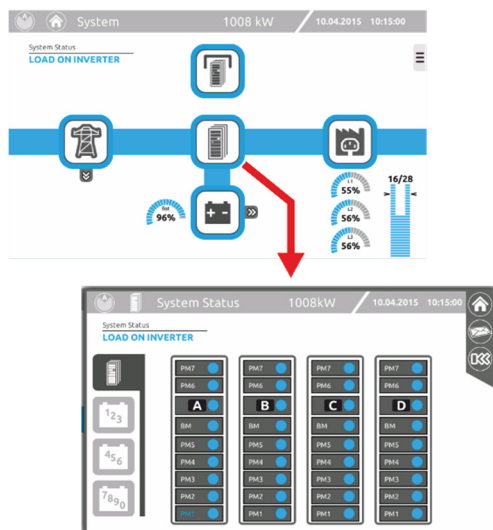 System 1008 kW 10.04.2015 10:15:00
System Status
LOAD ON INVERTER
L1
55%
16/28
Bat
96%
L2
56%
L3
56%
System Status 1008kW 10.04.2015 10:15:00
System Status
LOAD ON INVERTER
PM7 PM7 PM7 PM7
PM6 PM6 PM6 PM6
A B C D
BM BM BM BM
PM5 PM5 PM5 PM5
PM4 PM4 PM4 PM4
PM3 PM3 PM3 PM3
PM2 PM2 PM2 PM2
PM1 PM1 PM1 PM1
123
456
7890